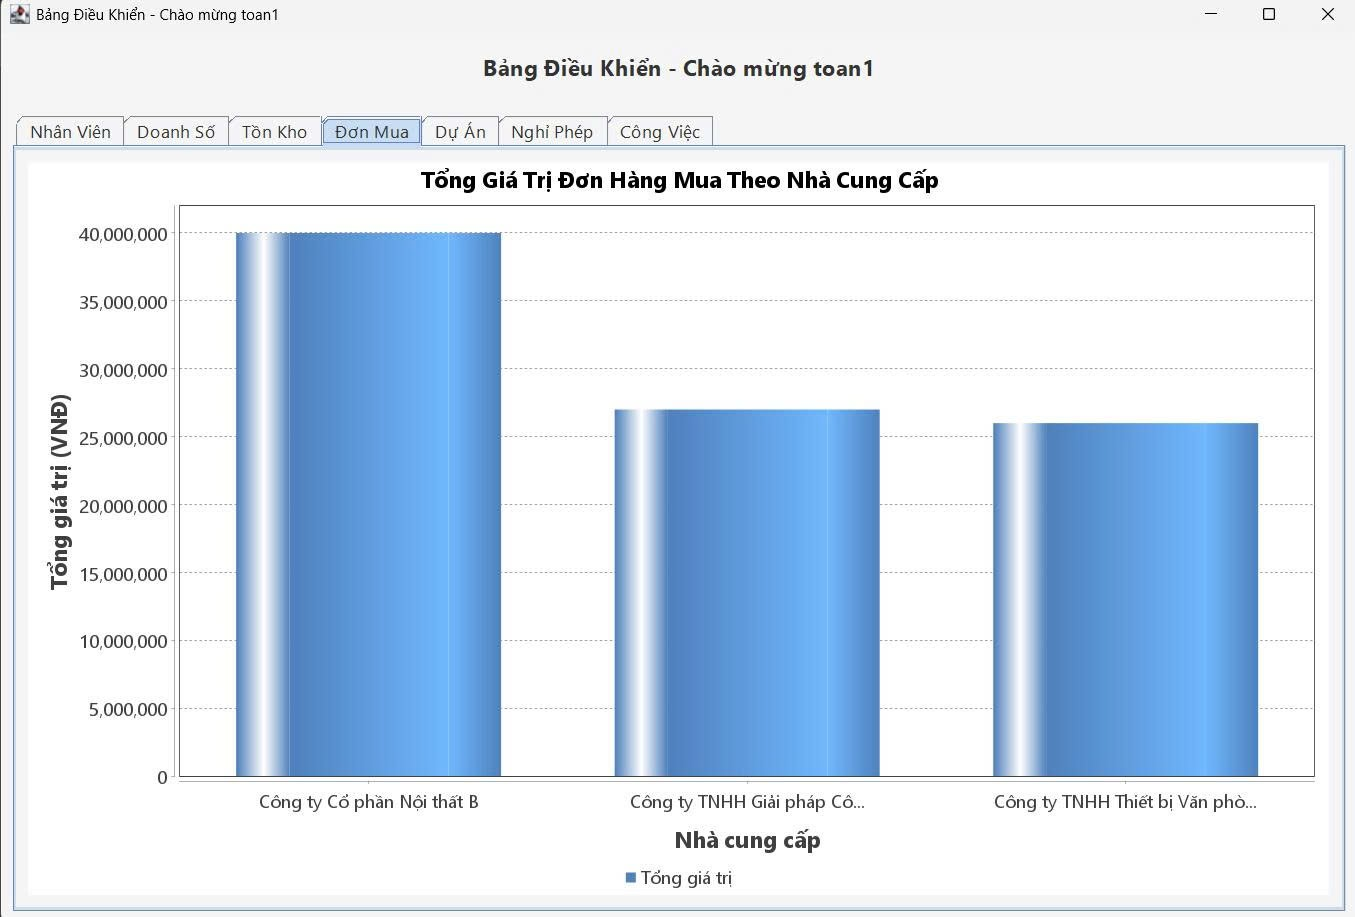 Bảng Điều Khiển - Chào mừng toan1
Bảng Điều Khiển - Chào mừng toan1
Nhân Viên Doanh Số Tồn Kho Đơn Mua Dự Án Nghỉ Phép Công Việc
Tổng Giá Trị Đơn Hàng Mua Theo Nhà Cung Cấp
Tổng giá trị (VNĐ)
40,000,000
35,000,000
30,000,000
25,000,000
20,000,000
15,000,000
10,000,000
5,000,000
0
Công ty Cổ phần Nội thất B Công ty TNHH Giải pháp Cô... Công ty TNHH Thiết bị Văn phò...
Nhà cung cấp
Tổng giá trị